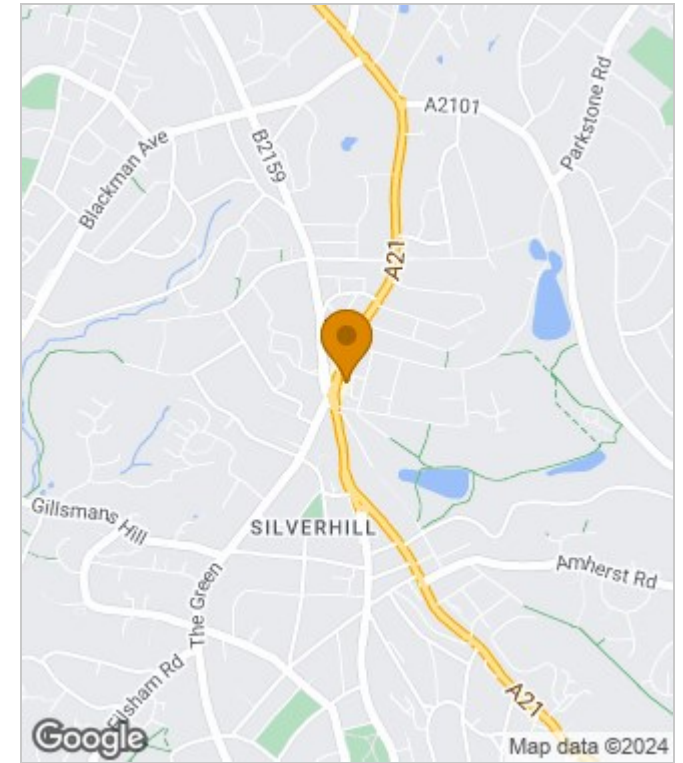 A2101
Parkstone Rd
B2159
Blackman Ave
A21
Gillsmans Hill
SILVERHILL
Amherst Rd
The Green
Filsham Rd
A21
Google
Map data ©2024